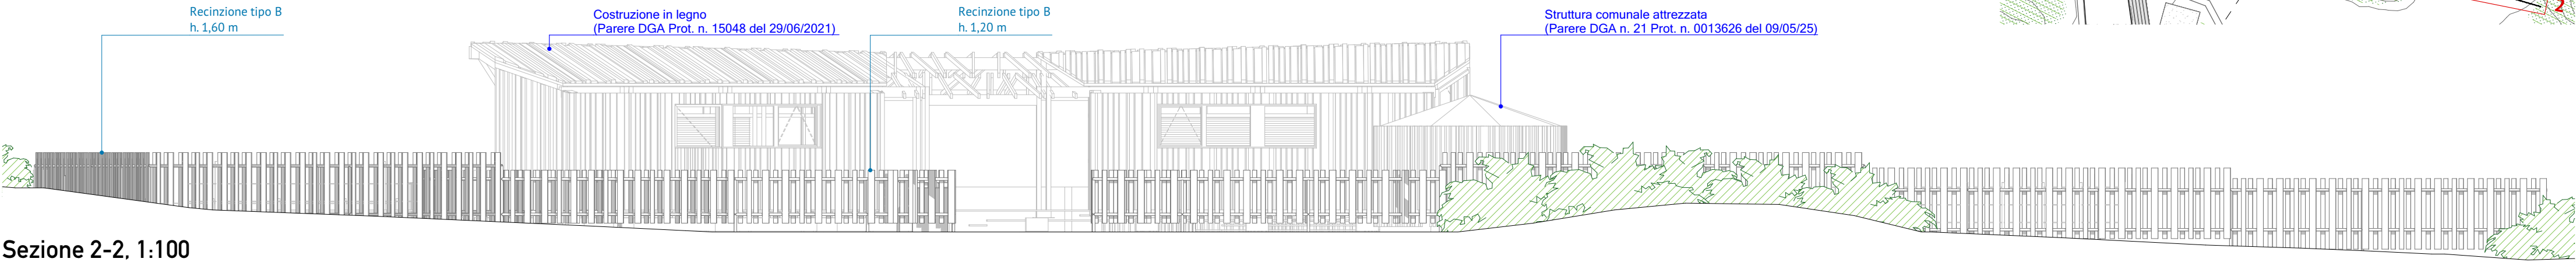 Recinzione tipo B
h. 1,60 m
Costruzione in legno
(Parere DGA Prot. n. 15048 del 29/06/2021)
Recinzione tipo B
h. 1,20 m
Struttura comunale attrezzata
(Parere DGA n. 21 Prot. n. 0013626 del 09/05/25)
2
Sezione 2-2, 1:100